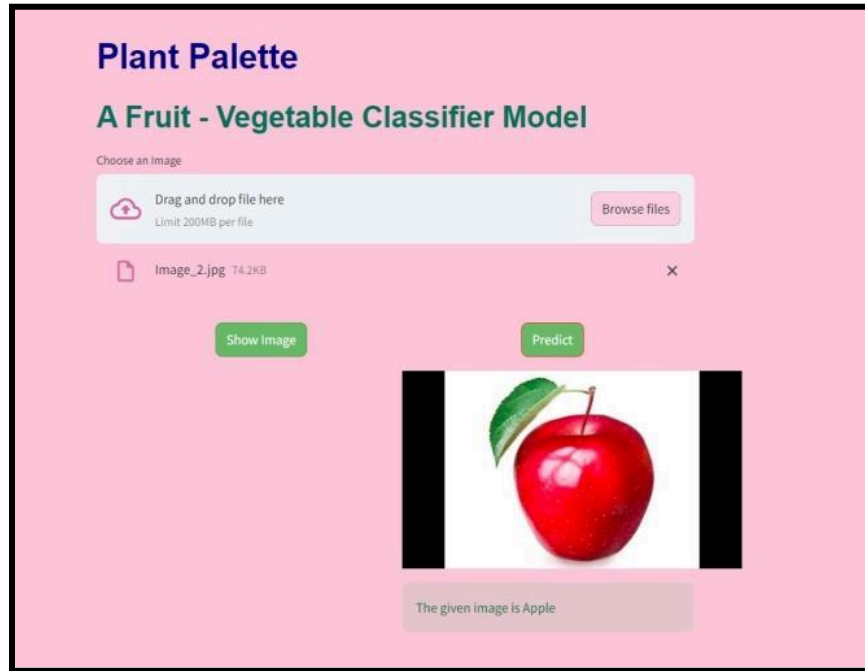 Plant Palette
A Fruit - Vegetable Classifier Model
Choose an Image
Drag and drop file here
Limit 200MB per file
Browse files
Image_2.jpg 74.2KB
Show Image
Predict
The given image is Apple